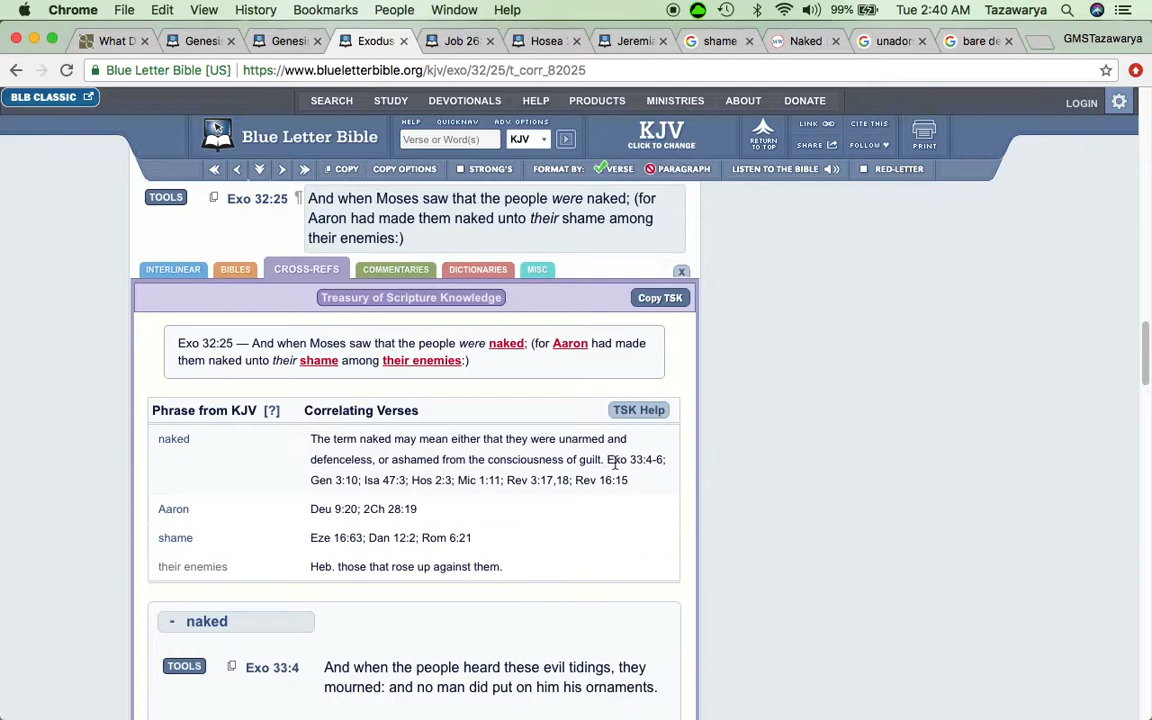 Chrome File Edit View History Bookmarks People Window Help 99% Tue 2:40 AM Tazawarya
What D Genesis Genesis Exodus Job 26: Hosea Jeremia shame Naked unador bare de GMSTazawarya
Blue Letter Bible [US] https://www.blueletterbible.org/kjv/exo/32/25/t_corr_82025
BLB CLASSIC
SEARCH STUDY DEVOTIONALS HELP PRODUCTS MINISTRIES ABOUT DONATE LOGIN
HELP QUICKNAV ADV. OPTIONS
Blue Letter Bible Verse or Word(s) KJV
KJV
CLICK TO CHANGE
RETURN TO TOP
LINK CITE THIS
SHARE FOLLOW PRINT
COPY COPY OPTIONS STRONG'S FORMAT BY: VERSE PARAGRAPH LISTEN TO THE BIBLE RED-LETTER
TOOLS Exo 32:25 ¶ And when Moses saw that the people were naked; (for
Aaron had made them naked unto their shame among
their enemies:)
INTERLINEAR BIBLES CROSS-REFS COMMENTARIES DICTIONARIES MISC x
Treasury of Scripture Knowledge Copy TSK
Exo 32:25 — And when Moses saw that the people were naked; (for Aaron had made
them naked unto their shame among their enemies:)
Phrase from KJV [?] Correlating Verses TSK Help
naked The term naked may mean either that they were unarmed and
defenceless, or ashamed from the consciousness of guilt. Exo 33:4-6;
Gen 3:10; Isa 47:3; Hos 2:3; Mic 1:11; Rev 3:17,18; Rev 16:15
Aaron Deu 9:20; 2Ch 28:19
shame Eze 16:63; Dan 12:2; Rom 6:21
their enemies Heb. those that rose up against them.
- naked
TOOLS Exo 33:4 And when the people heard these evil tidings, they
mourned: and no man did put on him his ornaments.